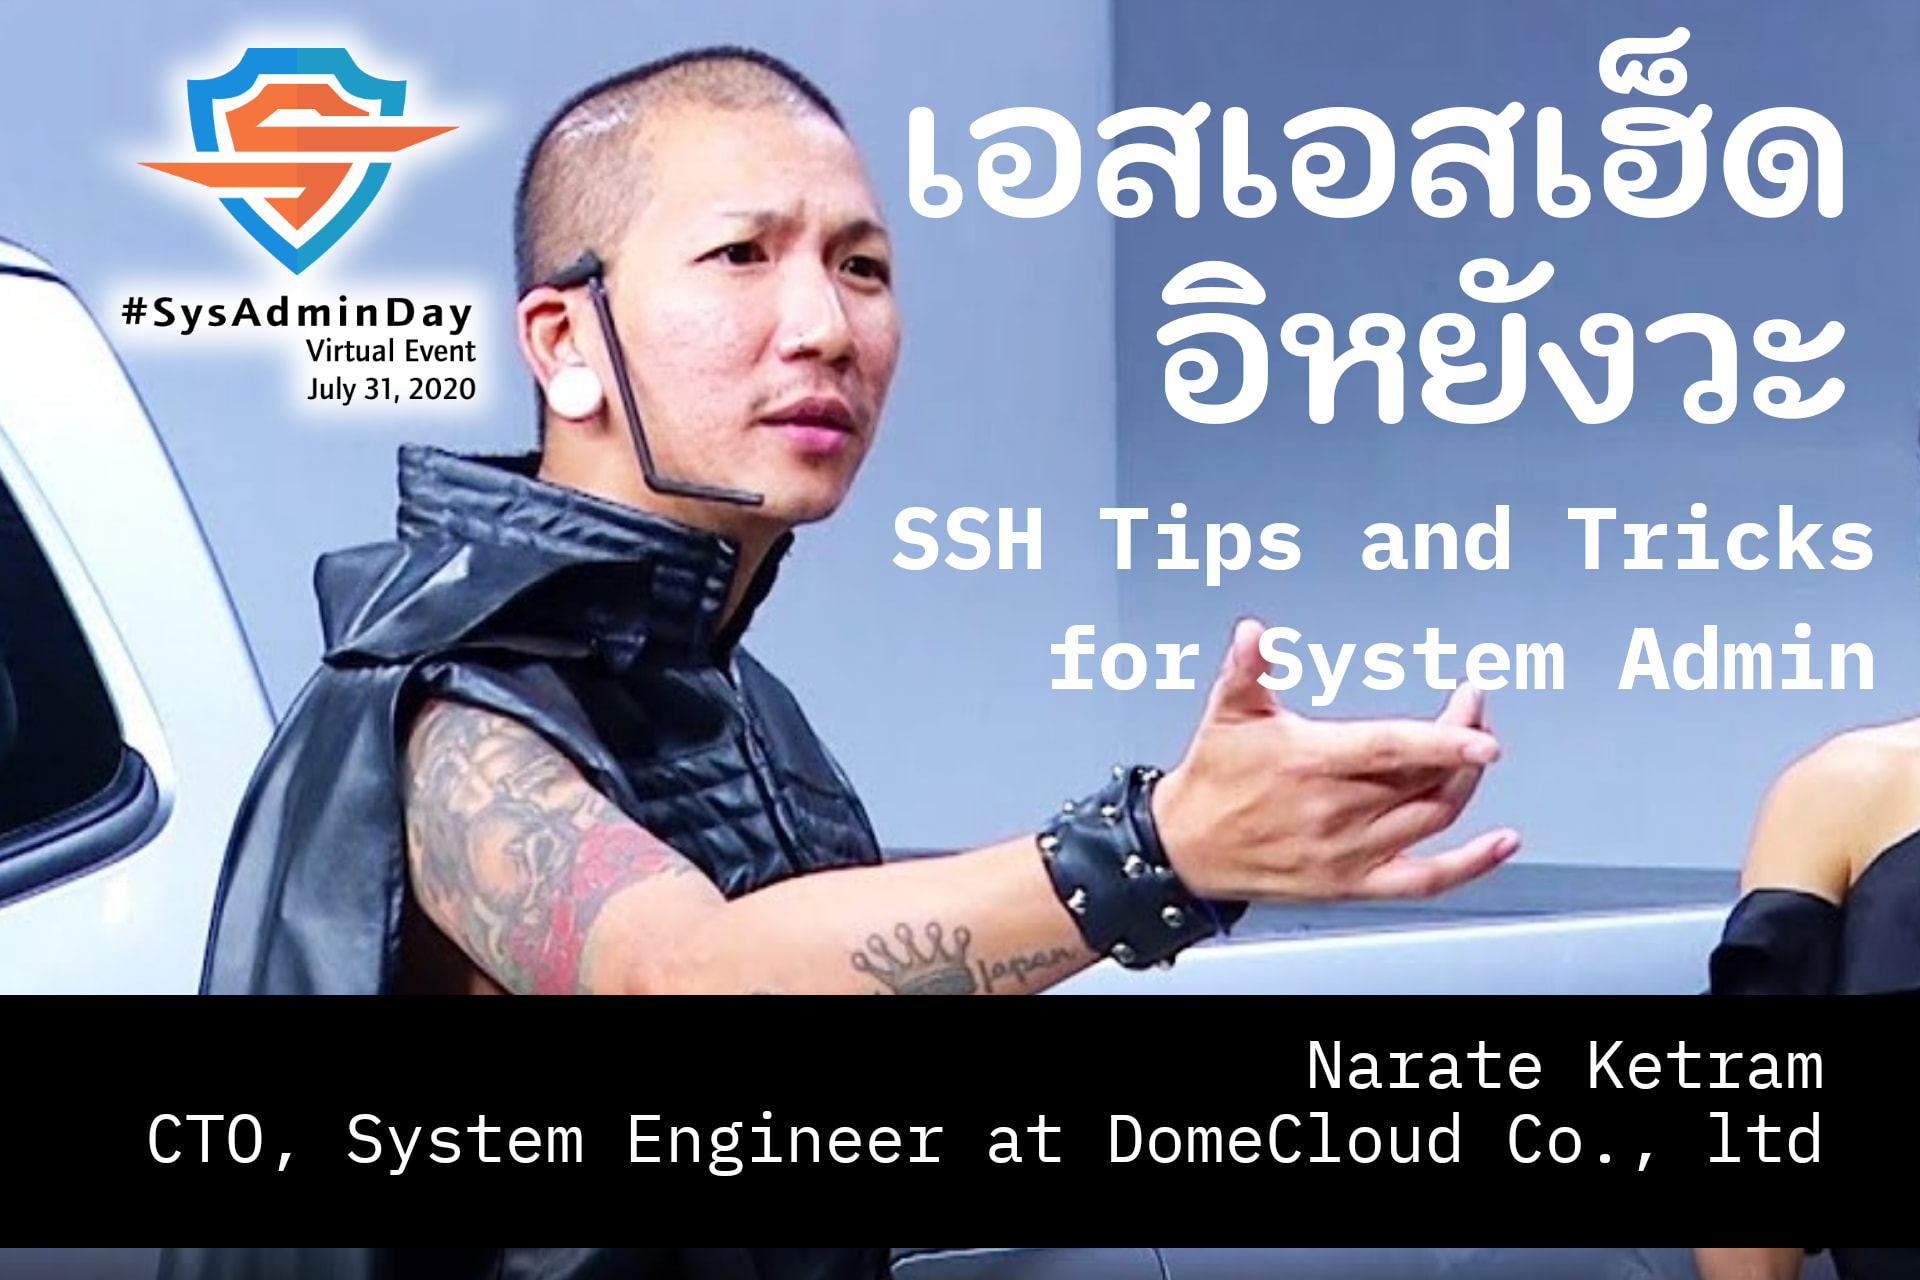 #SysAdminDay
Virtual Event
July 31, 2020
เอสเอสเฮ็ด
อิหยังวะ
SSH Tips and Tricks
for System Admin
Japan
Narate Ketram
CTO, System Engineer at DomeCloud Co., ltd